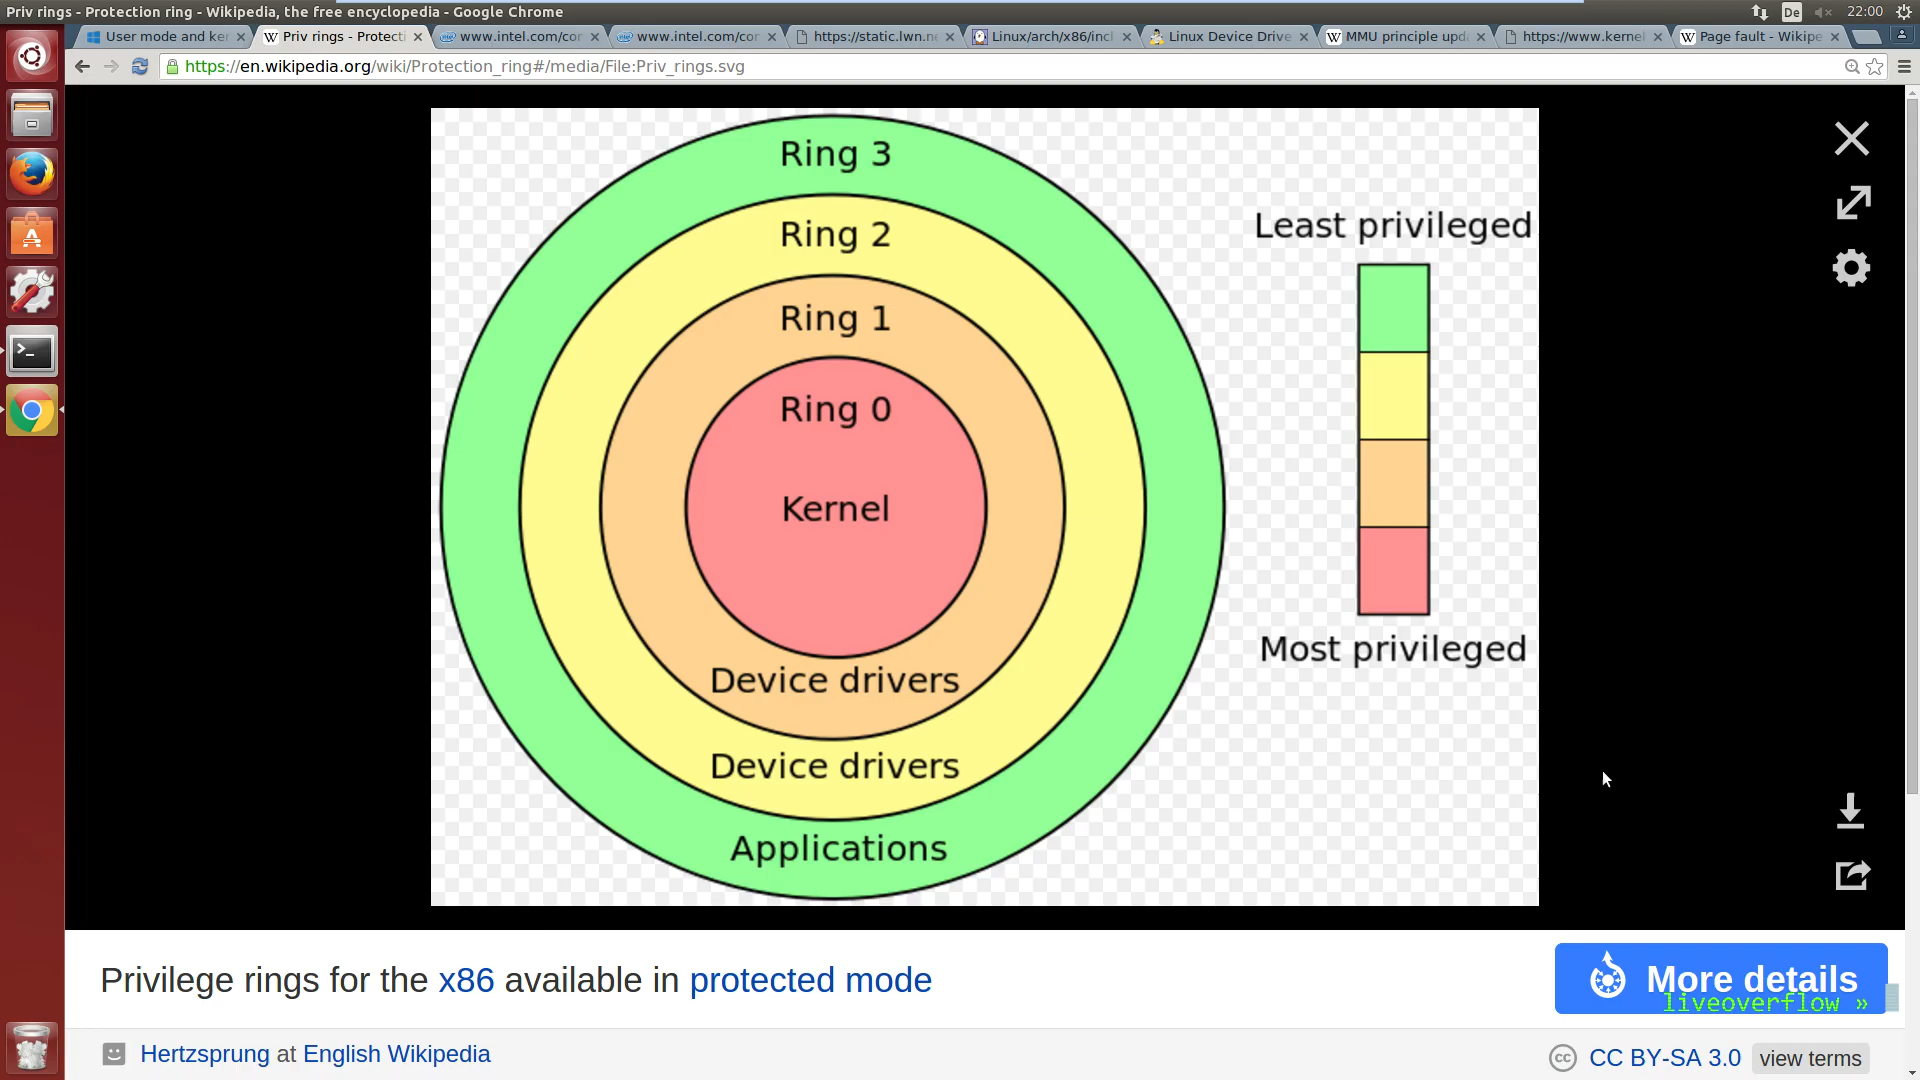 Priv rings - Protection ring - Wikipedia, the free encyclopedia - Google Chrome
De
22:00
User mode and ker
Priv rings - Protecti
www.intel.com/cor
www.intel.com/cor
https://static.lwn.ne
Linux/arch/x86/incl
Linux Device Drive
MMU principle upda
https://www.kernel
Page fault - Wikipe
https://en.wikipedia.org/wiki/Protection_ring#/media/File:Priv_rings.svg
Ring 3
Ring 2
Ring 1
Ring 0
Kernel
Device drivers
Device drivers
Applications
Least privileged
Most privileged
Privilege rings for the x86 available in protected mode
More details
liveoverflow »
Hertzsprung at English Wikipedia
cc
CC BY-SA 3.0
view terms